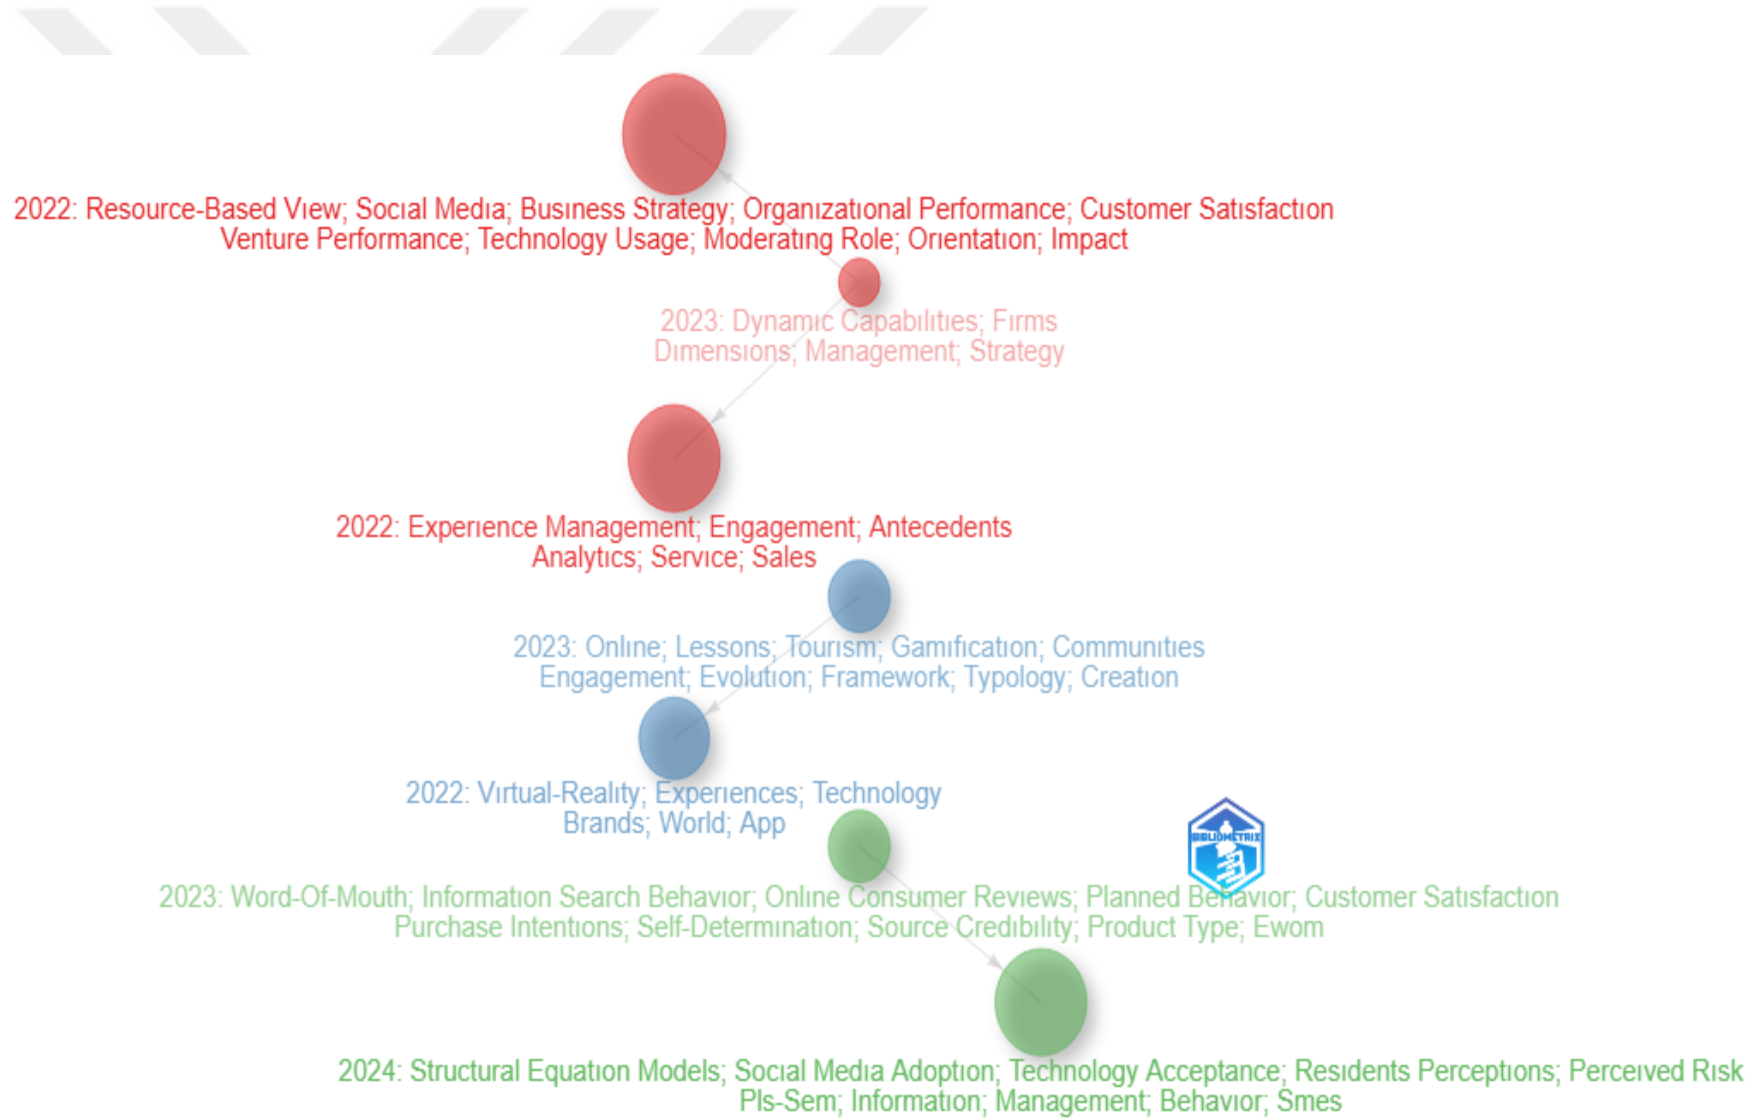 2022: Resource-Based View; Social Media; Business Strategy; Organızational Performance; Customer Satisfaction
Venture Performance; Technology Usage; Moderating Role; Orientation; Impact
2023: Dynamic Capabilities; Firms
Dimensions; Management; Strategy
2022: Experience Management; Engagement; Antecedents
Analytics; Service; Sales
2023: Online; Lessons; Tourism; Gamification; Communities
Engagement; Evolution; Framework; Typology; Creation
2022: Virtual-Reality; Experiences; Technology
Brands; World; App
BIBLIOMETRIX
2023: Word-Of-Mouth; Information Search Behavior; Online Consumer Reviews; Planned Behavior; Customer Satisfaction
Purchase Intentions; Self-Determination; Source Credibility; Product Type; Ewom
2024: Structural Equation Models; Social Media Adoption; Technology Acceptance; Residents Perceptions; Perceived Risk
Pls-Sem; Information; Management; Behavior; Smes